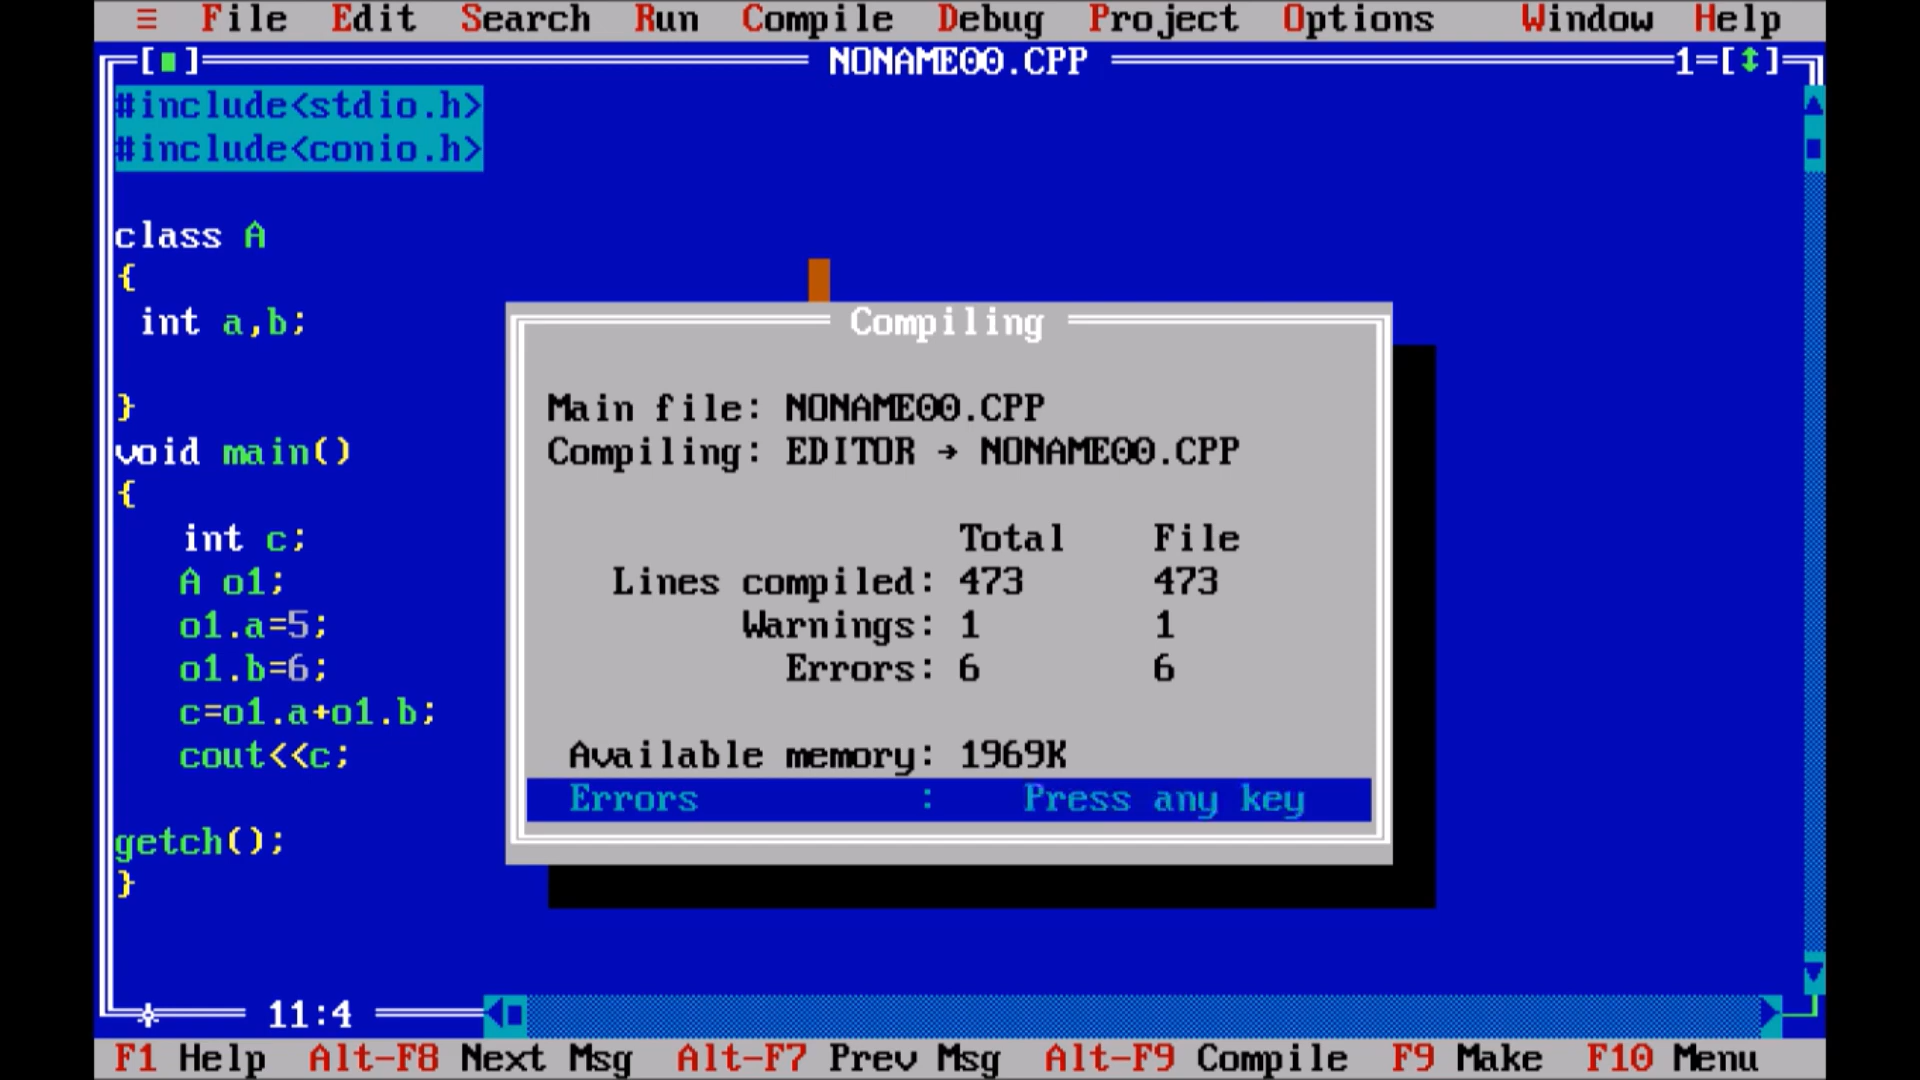 ≡ File Edit Search Run Compile Debug Project Options Window Help
[■] NONAME00.CPP 1=[↕]
#include<stdio.h>
#include<conio.h>
class A
{
int a,b;
}
void main()
{
int c;
A o1;
o1.a=5;
o1.b=6;
c=o1.a+o1.b;
cout<<c;
getch();
}
Compiling
Main file: NONAME00.CPP
Compiling: EDITOR → NONAME00.CPP
Total File
Lines compiled: 473 473
Warnings: 1 1
Errors: 6 6
Available memory: 1969K
Errors : Press any key
11:4
F1 Help Alt-F8 Next Msg Alt-F7 Prev Msg Alt-F9 Compile F9 Make F10 Menu